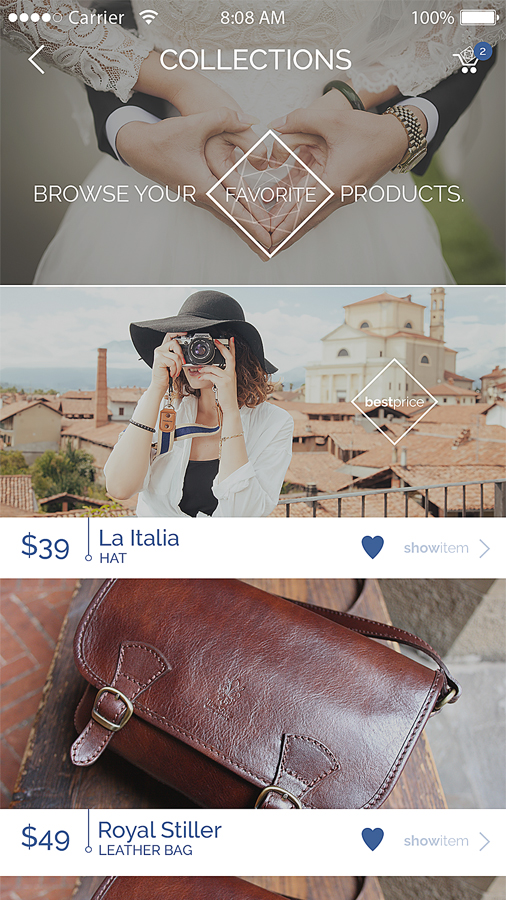 Carrier 8:08 AM 100%
COLLECTIONS
2
BROWSE YOUR FAVORITE PRODUCTS.
bestprice
$39 La Italia
HAT
showitem
$49 Royal Stiller
LEATHER BAG
showitem